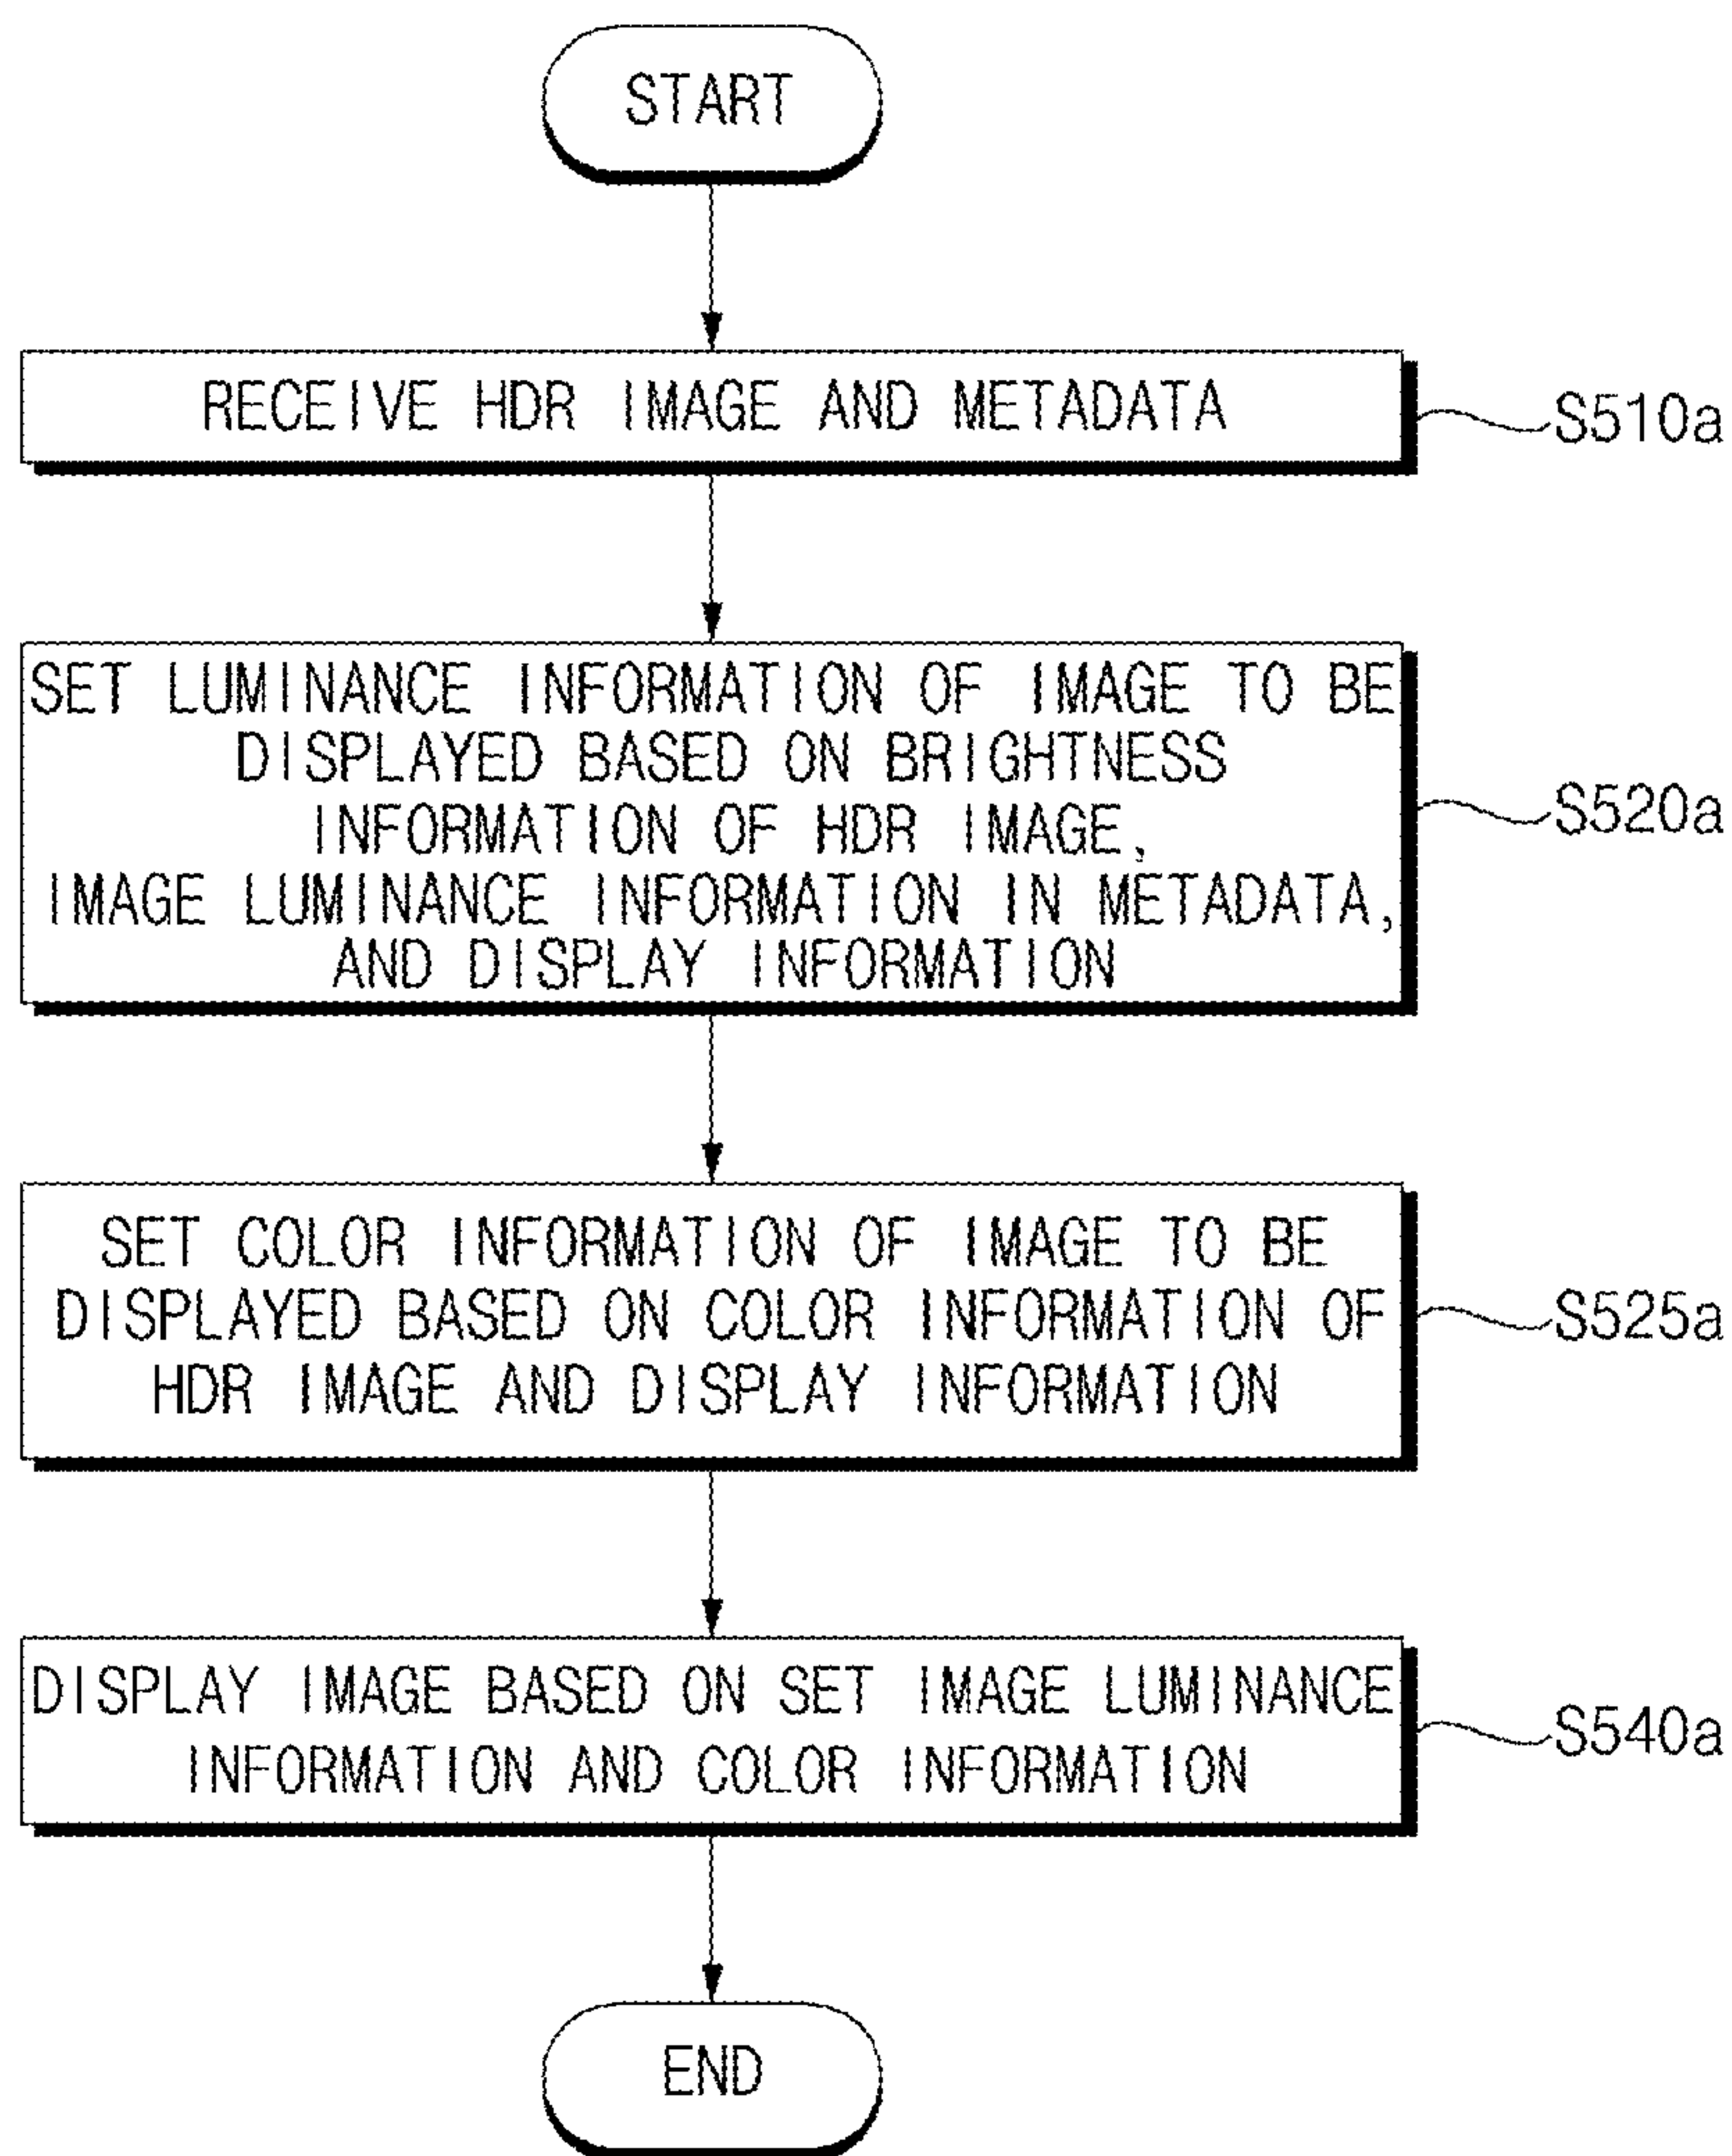 START
RECEIVE HDR IMAGE AND METADATA
S510a
SET LUMINANCE INFORMATION OF IMAGE TO BE
DISPLAYED BASED ON BRIGHTNESS
INFORMATION OF HDR IMAGE,
IMAGE LUMINANCE INFORMATION IN METADATA,
AND DISPLAY INFORMATION
S520a
SET COLOR INFORMATION OF IMAGE TO BE
DISPLAYED BASED ON COLOR INFORMATION OF
HDR IMAGE AND DISPLAY INFORMATION
S525a
DISPLAY IMAGE BASED ON SET IMAGE LUMINANCE
INFORMATION AND COLOR INFORMATION
S540a
END